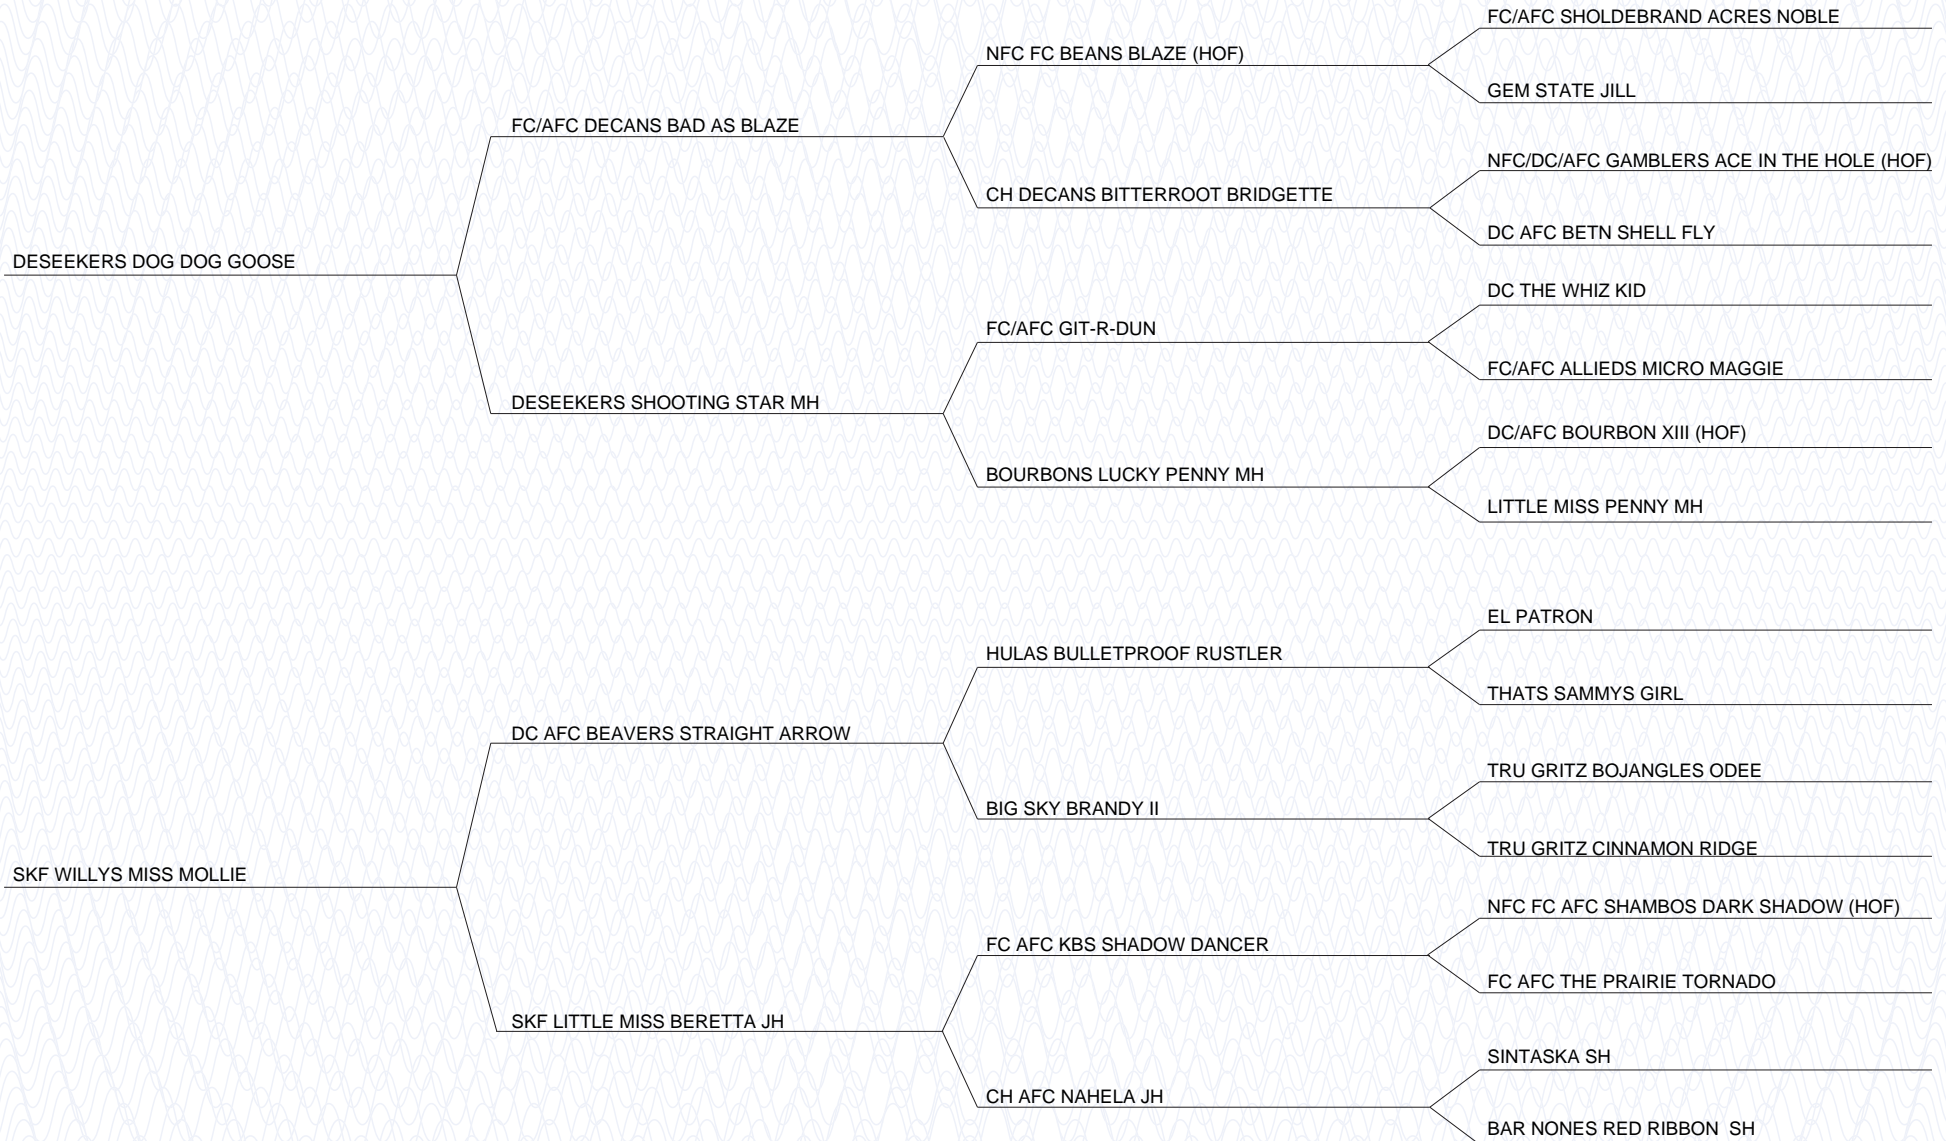 FC/AFC SHOLDEBRAND ACRES NOBLE
NFC FC BEANS BLAZE (HOF)
GEM STATE JILL
FC/AFC DECANS BAD AS BLAZE
NFC/DC/AFC GAMBLERS ACE IN THE HOLE (HOF)
CH DECANS BITTERROOT BRIDGETTE
DC AFC BETN SHELL FLY
DESEEKERS DOG DOG GOOSE
DC THE WHIZ KID
FC/AFC GIT-R-DUN
FC/AFC ALLIEDS MICRO MAGGIE
DESEEKERS SHOOTING STAR MH
DC/AFC BOURBON XIII (HOF)
BOURBONS LUCKY PENNY MH
LITTLE MISS PENNY MH
EL PATRON
HULAS BULLETPROOF RUSTLER
THATS SAMMYS GIRL
DC AFC BEAVERS STRAIGHT ARROW
TRU GRITZ BOJANGLES ODEE
BIG SKY BRANDY II
TRU GRITZ CINNAMON RIDGE
SKF WILLYS MISS MOLLIE
NFC FC AFC SHAMBOS DARK SHADOW (HOF)
FC AFC KBS SHADOW DANCER
FC AFC THE PRAIRIE TORNADO
SKF LITTLE MISS BERETTA JH
SINTASKA SH
CH AFC NAHELA JH
BAR NONES RED RIBBON  SH